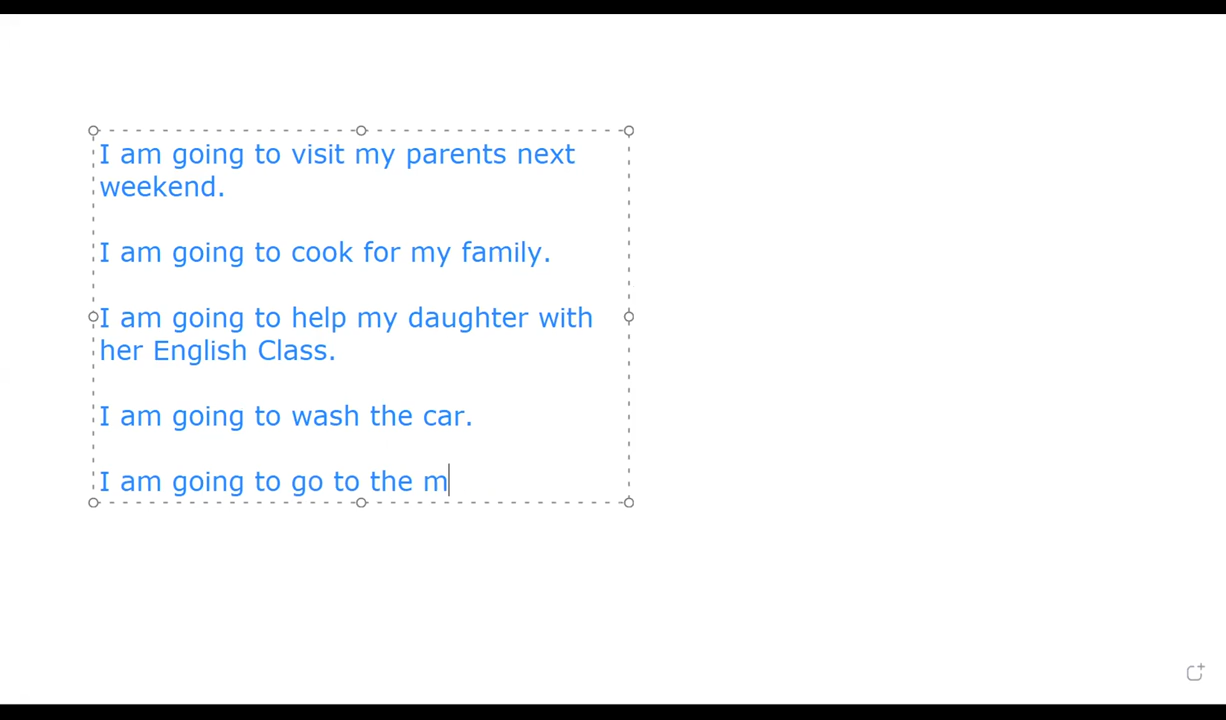 I am going to visit my parents next
weekend.
I am going to cook for my family.
I am going to help my daughter with
her English Class.
I am going to wash the car.
I am going to go to the m